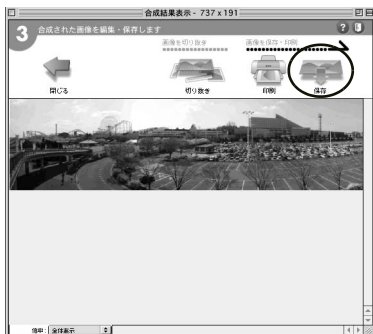 合成結果表示 - 737 x 191
3 合成された画像を編集・保存します
画像を切り抜き
画像を保存・印刷
閉じる
切り抜き
印刷
保存
倍率: 全体表示